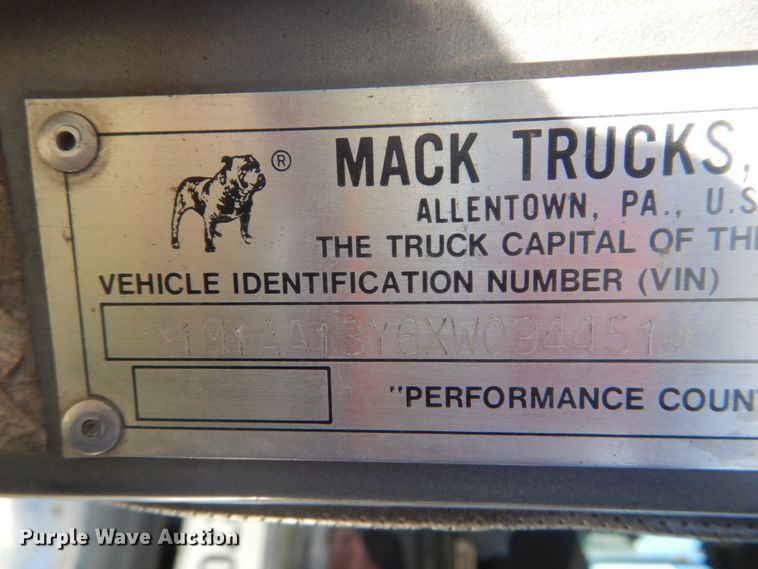 ® MACK TRUCKS,
ALLENTOWN, PA., U.S
THE TRUCK CAPITAL OF THE
VEHICLE IDENTIFICATION NUMBER (VIN)
*1M1AA13Y6XW094451*
"PERFORMANCE COUNT
Purple Wave Auction